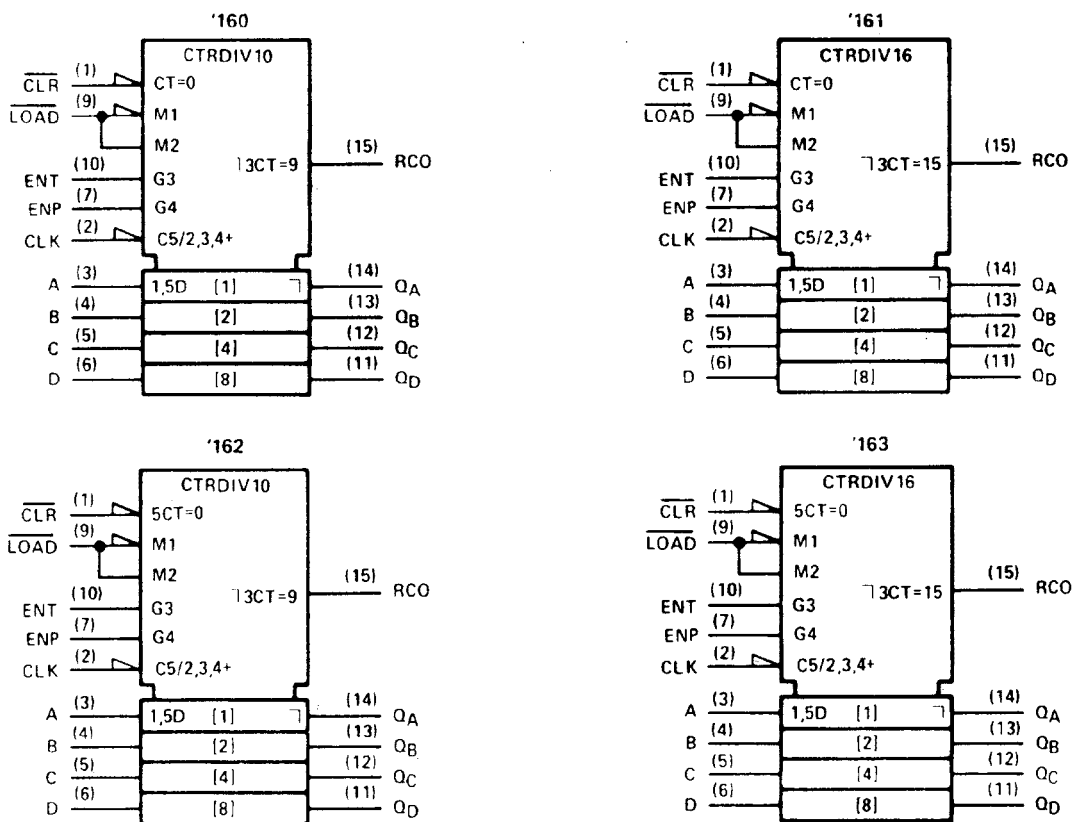 '160
CTRDIV10
CLR (1) CT=0
LOAD (9) M1
M2
ENT (10) G3
ENP (7) G4
CLK (2) C5/2,3,4+
¬3CT=9 (15) RCO
A (3) 1,5D [1] ¬ (14) QA
B (4) [2] (13) QB
C (5) [4] (12) QC
D (6) [8] (11) QD
'161
CTRDIV16
CLR (1) CT=0
LOAD (9) M1
M2
ENT (10) G3
ENP (7) G4
CLK (2) C5/2,3,4+
¬3CT=15 (15) RCO
A (3) 1,5D [1] ¬ (14) QA
B (4) [2] (13) QB
C (5) [4] (12) QC
D (6) [8] (11) QD
'162
CTRDIV10
CLR (1) 5CT=0
LOAD (9) M1
M2
ENT (10) G3
ENP (7) G4
CLK (2) C5/2,3,4+
¬3CT=9 (15) RCO
A (3) 1,5D [1] ¬ (14) QA
B (4) [2] (13) QB
C (5) [4] (12) QC
D (6) [8] (11) QD
'163
CTRDIV16
CLR (1) 5CT=0
LOAD (9) M1
M2
ENT (10) G3
ENP (7) G4
CLK (2) C5/2,3,4+
¬3CT=15 (15) RCO
A (3) 1,5D [1] ¬ (14) QA
B (4) [2] (13) QB
C (5) [4] (12) QC
D (6) [8] (11) QD